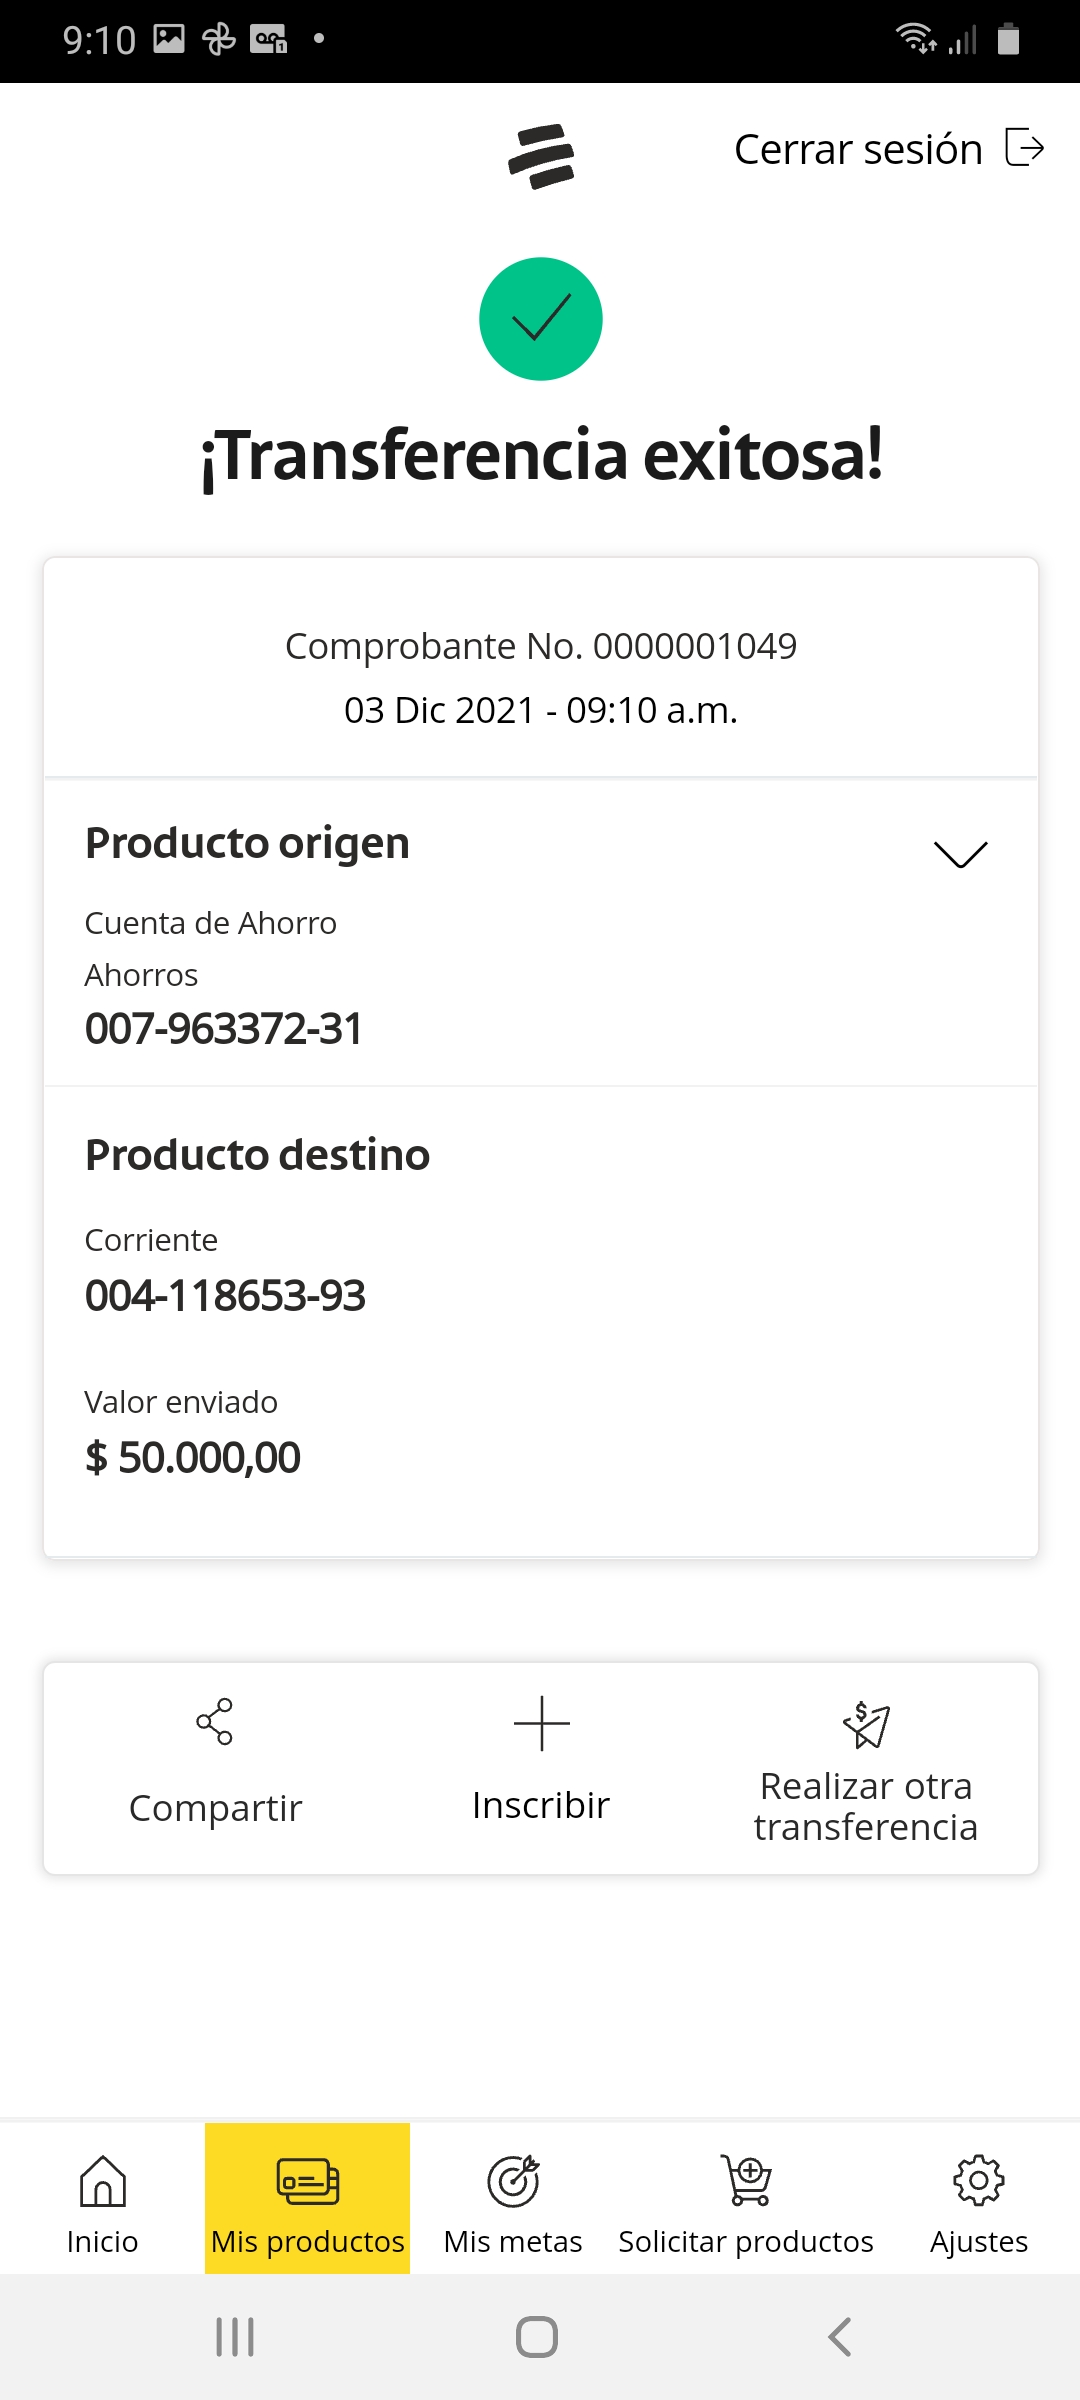 9:10
Cerrar sesión
¡Transferencia exitosa!
Comprobante No. 0000001049
03 Dic 2021 - 09:10 a.m.
Producto origen
Cuenta de Ahorro
Ahorros
007-963372-31
Producto destino
Corriente
004-118653-93
Valor enviado
$ 50.000,00
Compartir
Inscribir
Realizar otra
transferencia
Inicio
Mis productos
Mis metas
Solicitar productos
Ajustes